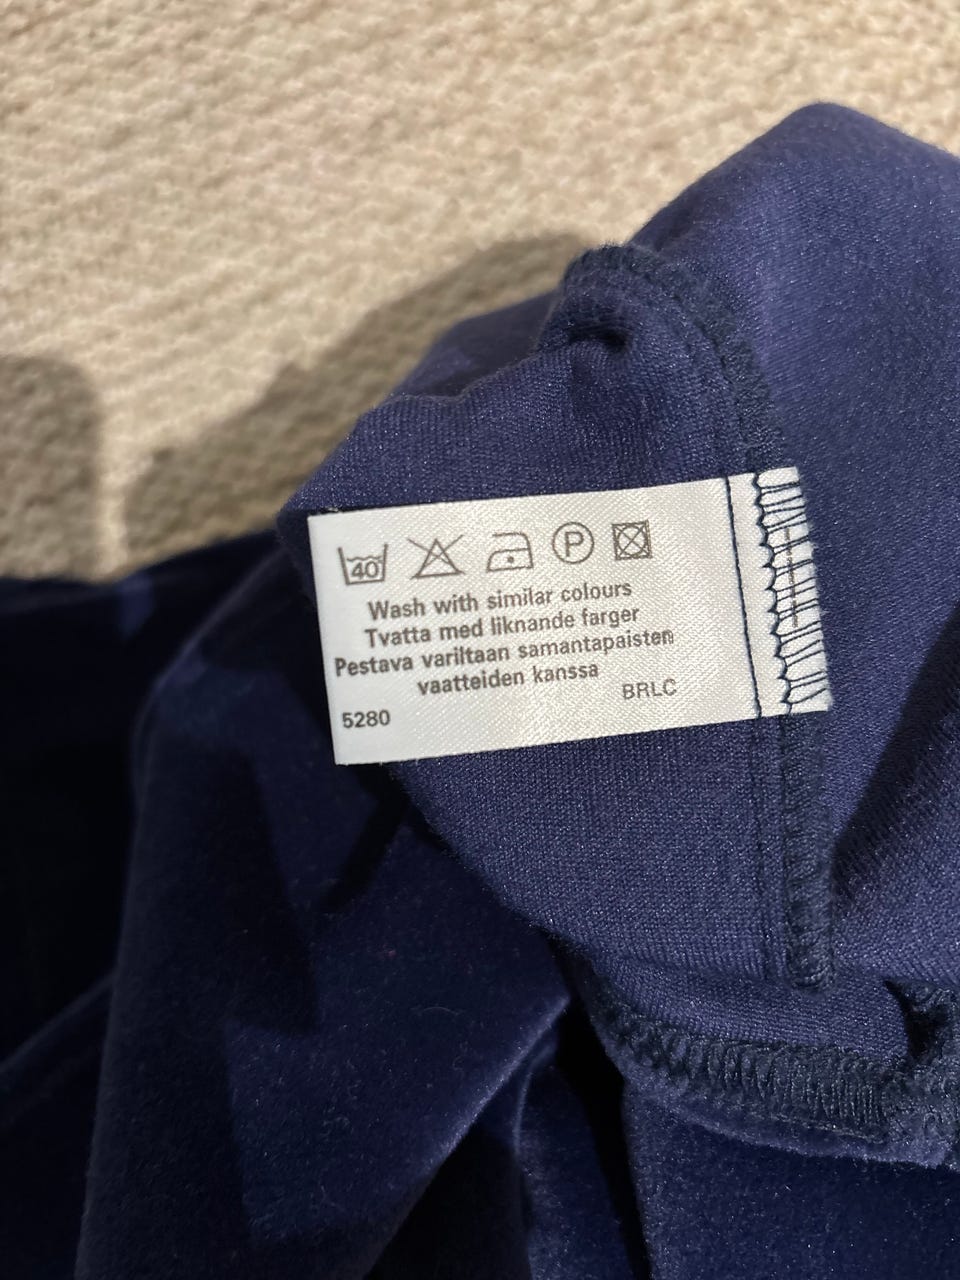 40 P
Wash with similar colours
Tvatta med liknande farger
Pestava variltaan samantapaisten
vaatteiden kanssa
BRLC
5280